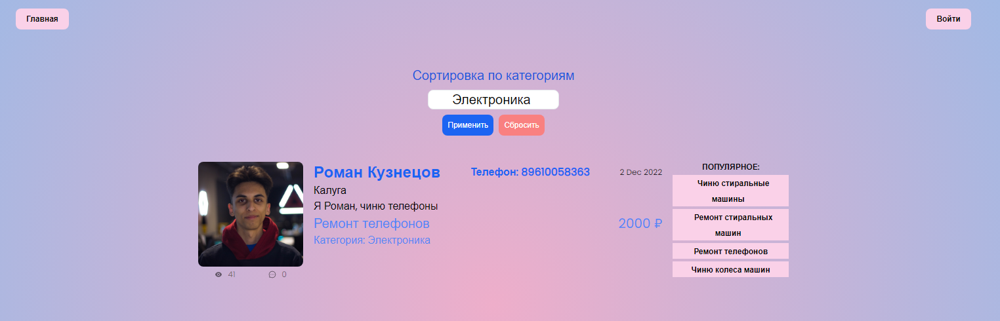 Главная
Войти
Сортировка по категориям
Электроника
Применить Сбросить
Роман Кузнецов
Телефон: 89610058363
2 Dec 2022
Калуга
Я Роман, чиню телефоны
Ремонт телефонов
2000 ₽
Категория: Электроника
41
0
ПОПУЛЯРНОЕ:
Чиню стиральные
машины
Ремонт стиральных
машин
Ремонт телефонов
Чиню колеса машин